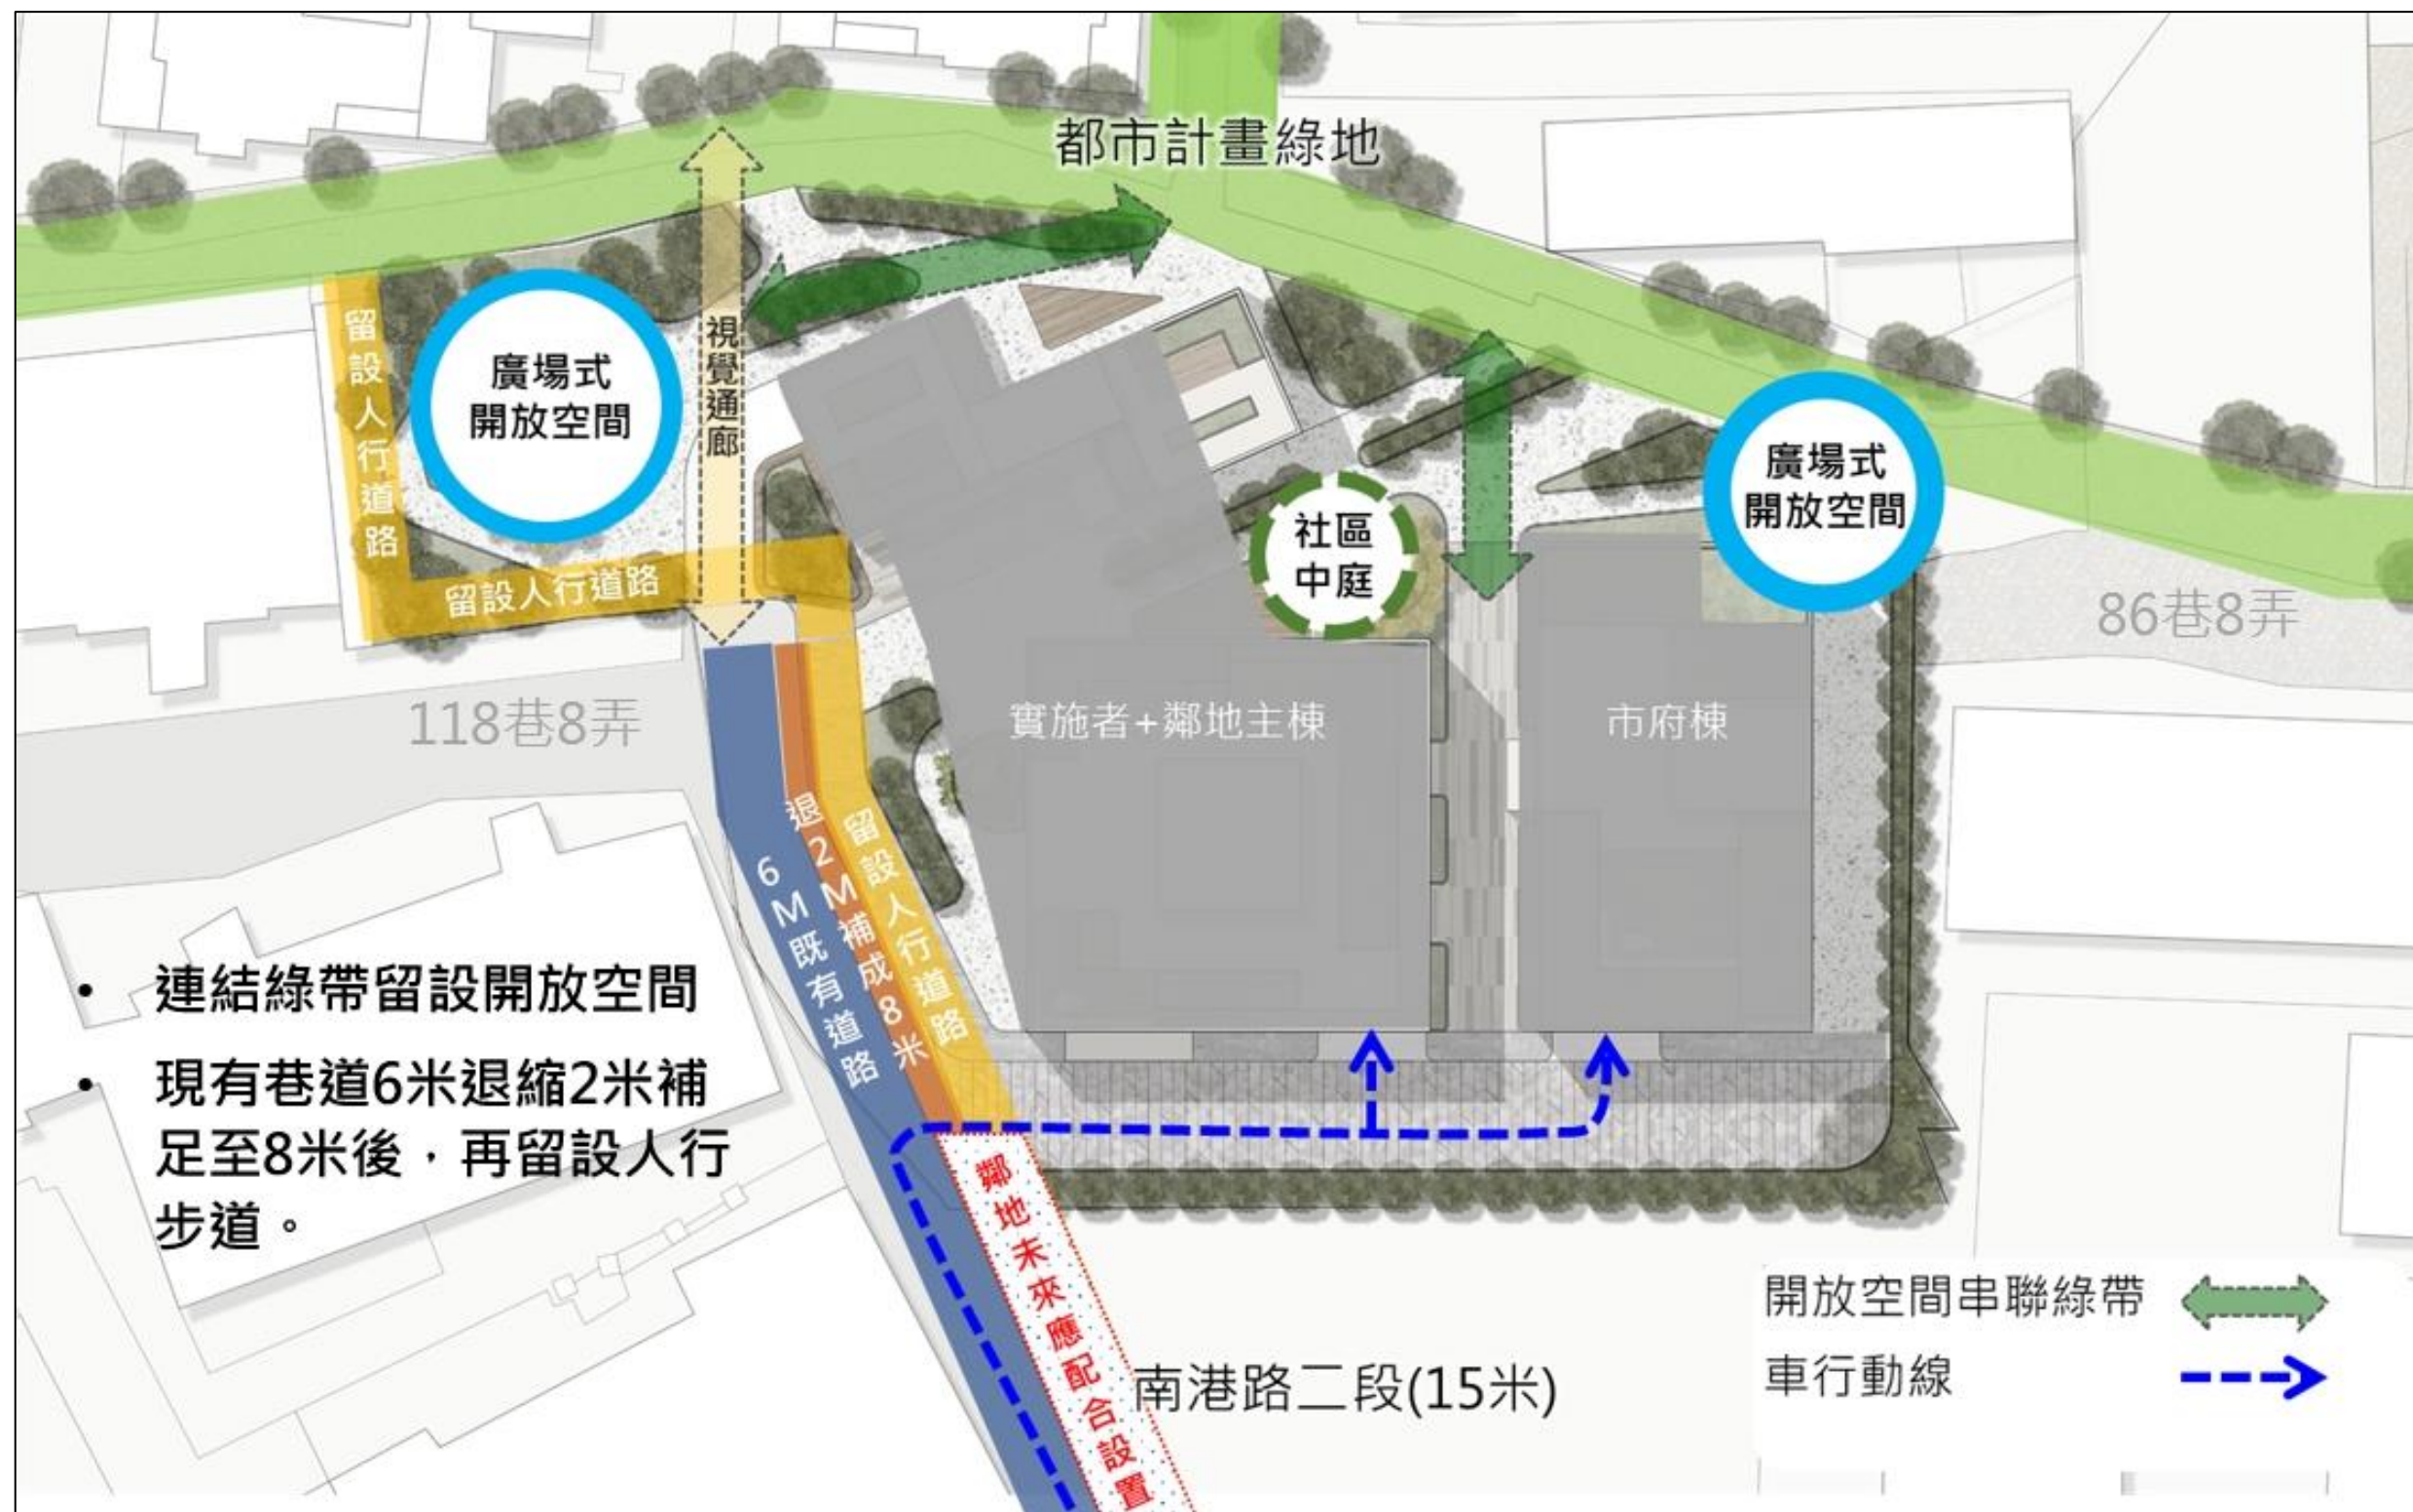 都市計畫綠地
留設人行道路
廣場式
開放空間
視覺通廊
廣場式
開放空間
社區
中庭
留設人行道路
86巷8弄
118巷8弄
實施者+鄰地主棟
市府棟
6M既有道路
退2M補成8米
留設人行道路
• 連結綠帶留設開放空間
• 現有巷道6米退縮2米補
足至8米後，再留設人行
步道。
鄰地未來應配合設置
南港路二段(15米)
開放空間串聯綠帶
車行動線